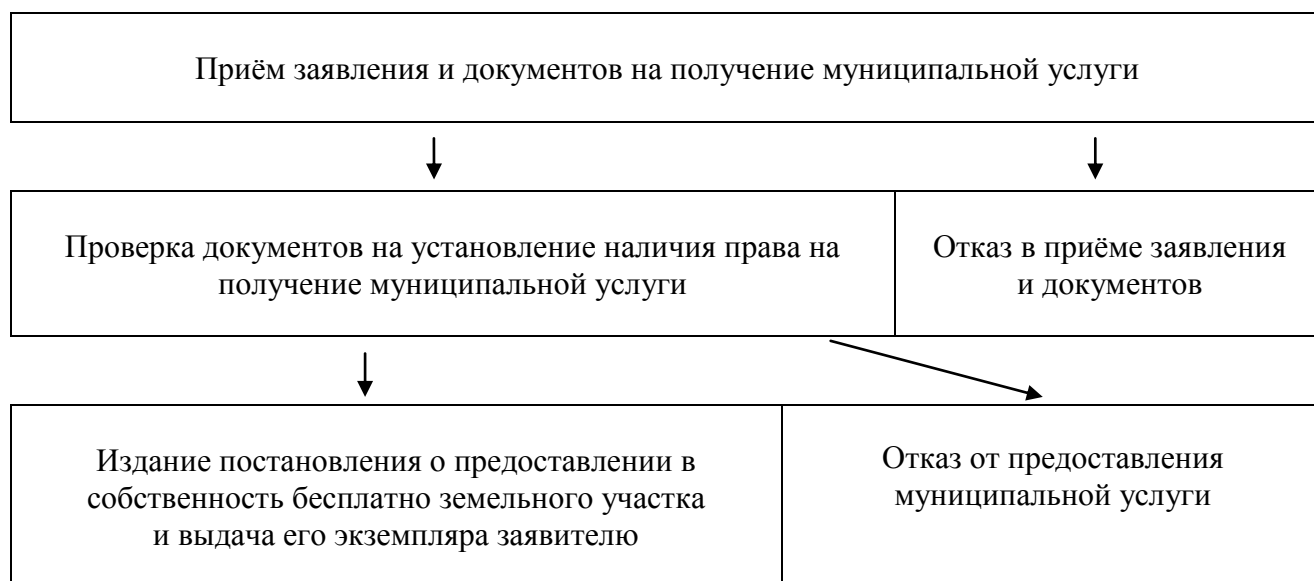 Приём заявления и документов на получение муниципальной услуги
Проверка документов на установление наличия права на
получение муниципальной услуги
Отказ в приёме заявления
и документов
Издание постановления о предоставлении в
собственность бесплатно земельного участка
и выдача его экземпляра заявителю
Отказ от предоставления
муниципальной услуги